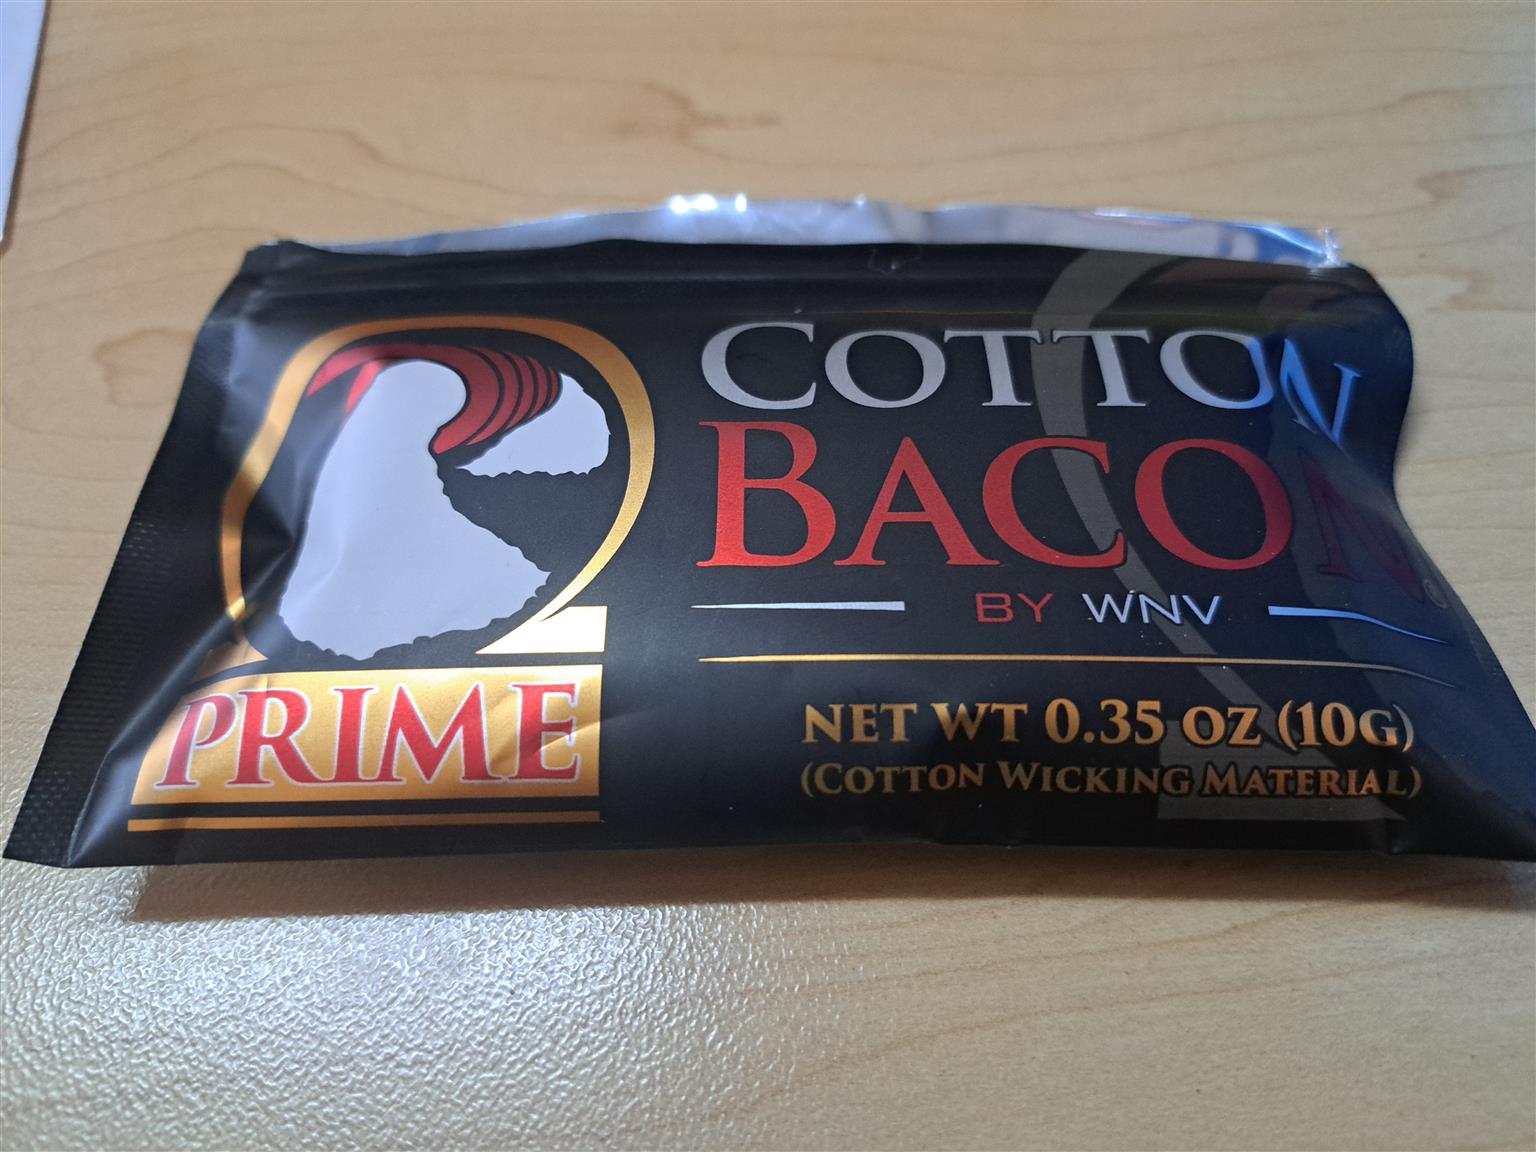 COTTON
BACON
BY WNV
PRIME
NET WT 0.35 OZ (10G)
(COTTON WICKING MATERIAL)